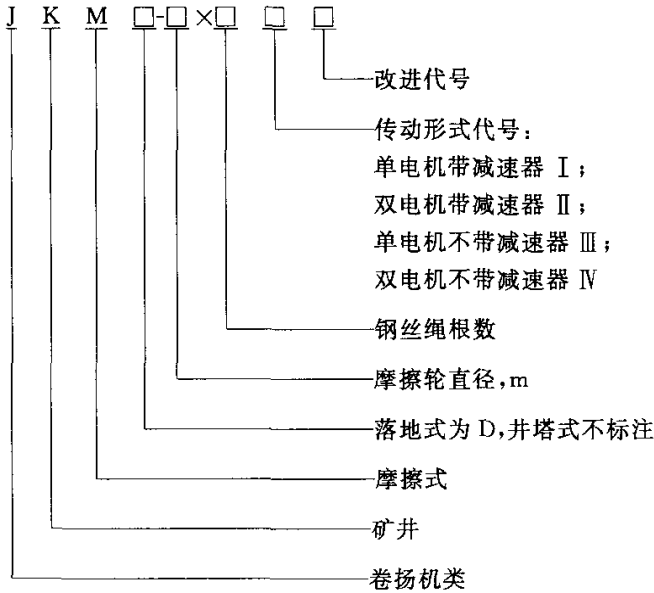 J K M □-□×□ □ □
改进代号
传动形式代号:
单电机带减速器 Ⅰ;
双电机带减速器 Ⅱ;
单电机不带减速器 Ⅲ;
双电机不带减速器 Ⅳ
钢丝绳根数
摩擦轮直径,m
落地式为 D,井塔式不标注
摩擦式
矿井
卷扬机类